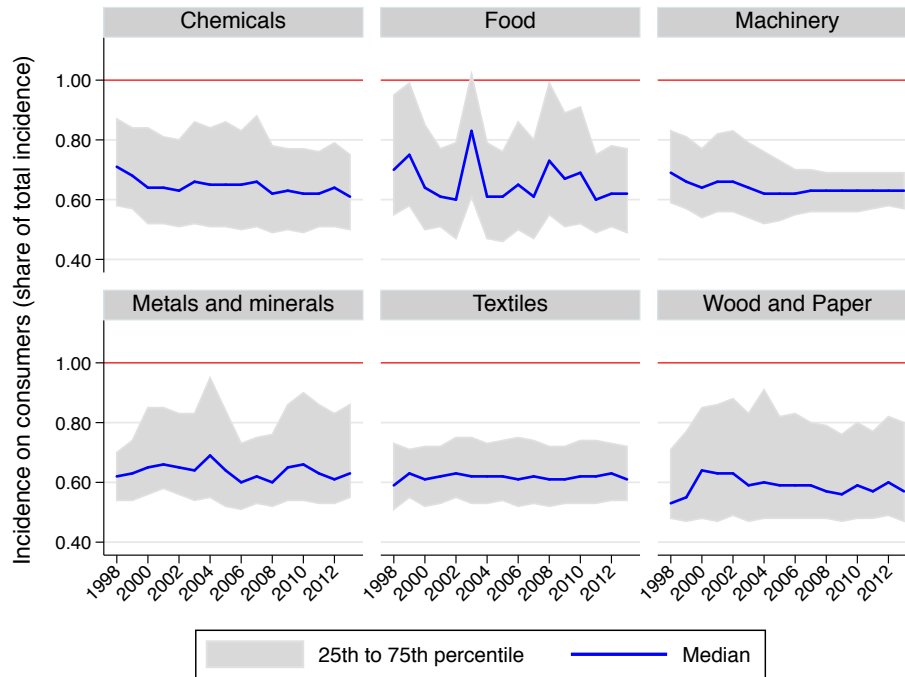 Chemicals Food Machinery
1.00
0.80
0.60
0.40
Metals and minerals Textiles Wood and Paper
1.00
0.80
0.60
0.40
Incidence on consumers (share of total incidence)
1998 2000 2002 2004 2006 2008 2010 2012 1998 2000 2002 2004 2006 2008 2010 2012 1998 2000 2002 2004 2006 2008 2010 2012
25th to 75th percentile Median